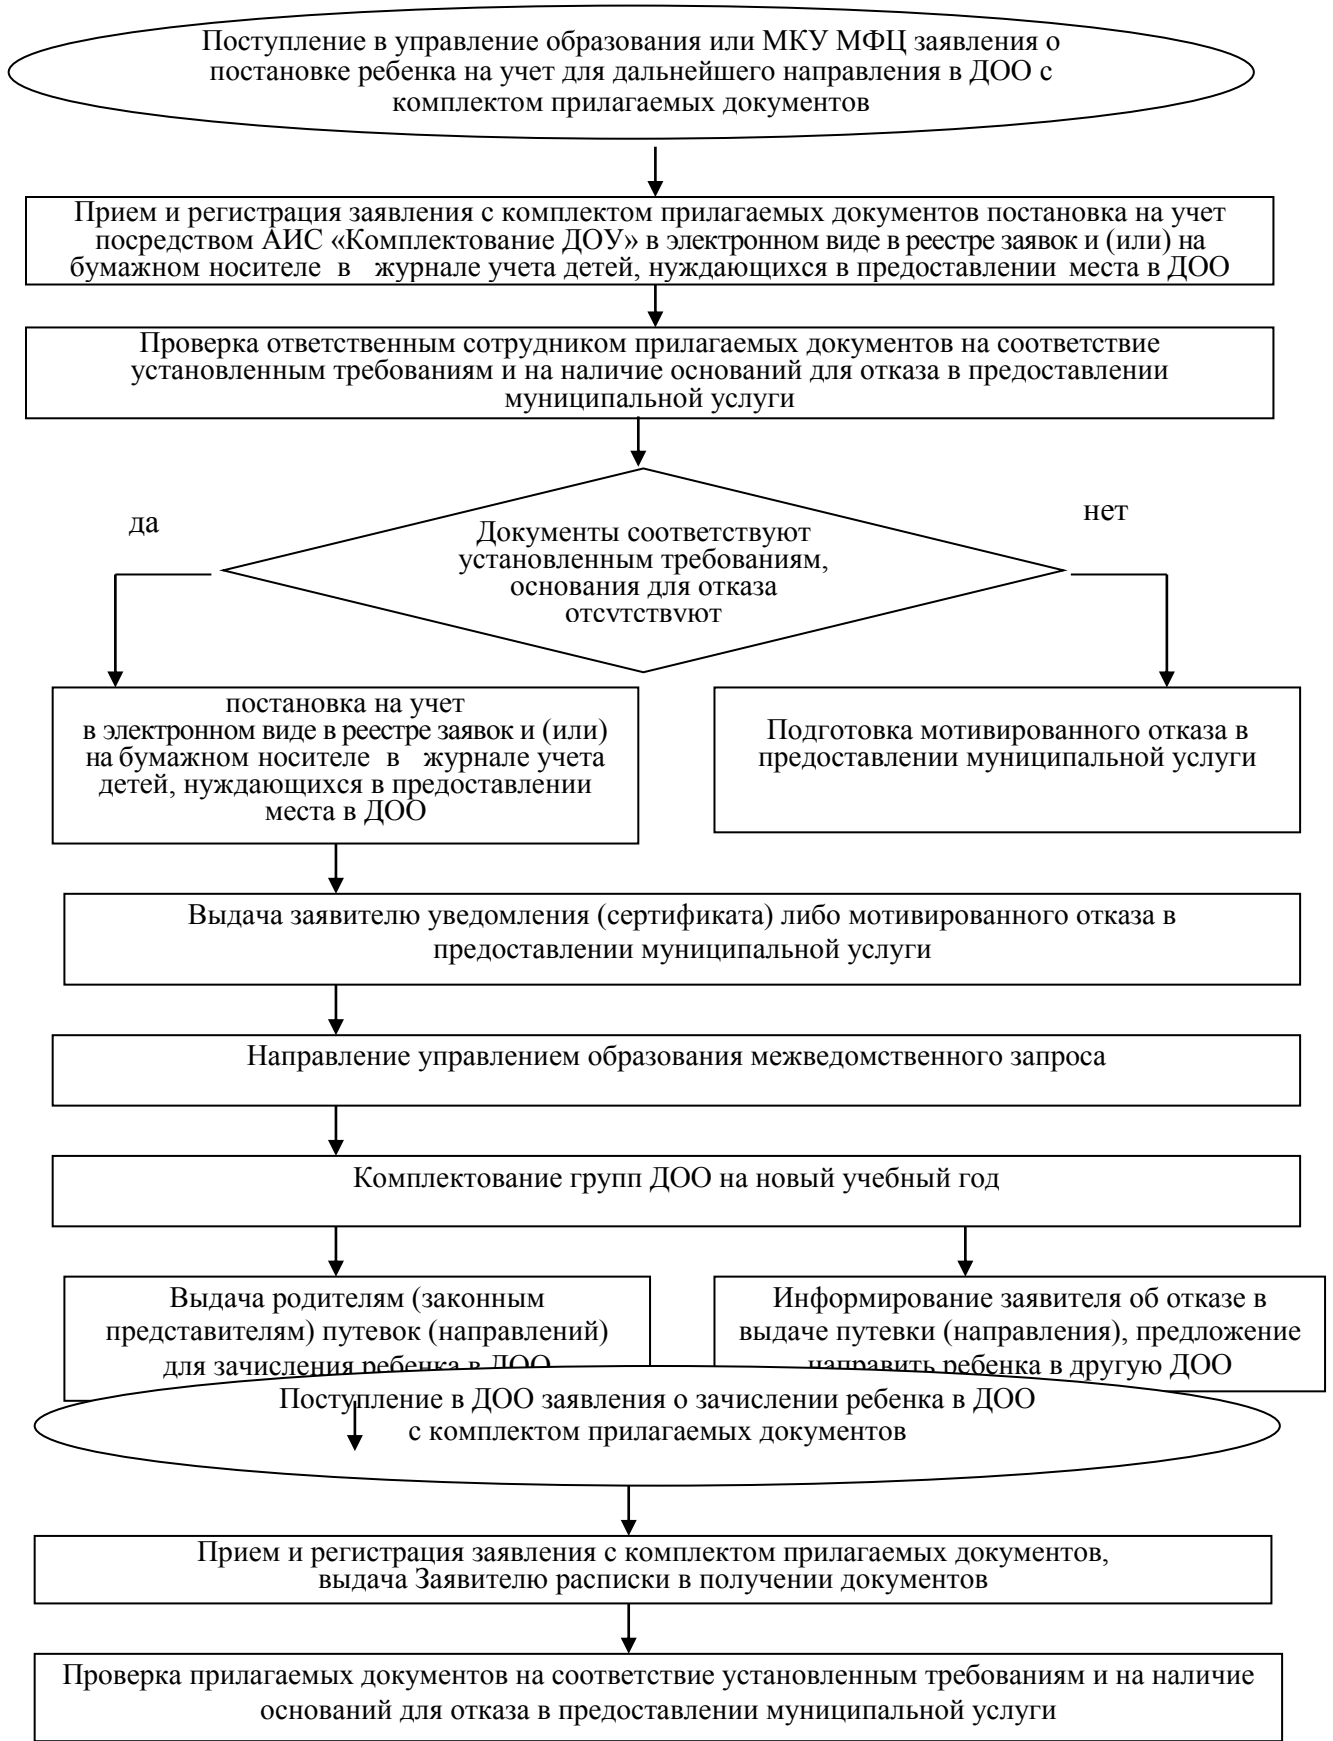 Поступление в управление образования или МКУ МФЦ заявления о
постановке ребенка на учет для дальнейшего направления в ДОО с
комплектом прилагаемых документов
Прием и регистрация заявления с комплектом прилагаемых документов постановка на учет
посредством АИС «Комплектование ДОУ» в электронном виде в реестре заявок и (или) на
бумажном носителе в журнале учета детей, нуждающихся в предоставлении места в ДОО
Проверка ответственным сотрудником прилагаемых документов на соответствие
установленным требованиям и на наличие оснований для отказа в предоставлении
муниципальной услуги
да
нет
Документы соответствуют
установленным требованиям,
основания для отказа
отсутствуют
постановка на учет
в электронном виде в реестре заявок и (или)
на бумажном носителе в журнале учета
детей, нуждающихся в предоставлении
места в ДОО
Подготовка мотивированного отказа в
предоставлении муниципальной услуги
Выдача заявителю уведомления (сертификата) либо мотивированного отказа в
предоставлении муниципальной услуги
Направление управлением образования межведомственного запроса
Комплектование групп ДОО на новый учебный год
Выдача родителям (законным
представителям) путевок (направлений)
для зачисления ребенка в ДОО
Информирование заявителя об отказе в
выдаче путевки (направления), предложение
направить ребенка в другую ДОО
Поступление в ДОО заявления о зачислении ребенка в ДОО
с комплектом прилагаемых документов
Прием и регистрация заявления с комплектом прилагаемых документов,
выдача Заявителю расписки в получении документов
Проверка прилагаемых документов на соответствие установленным требованиям и на наличие
оснований для отказа в предоставлении муниципальной услуги